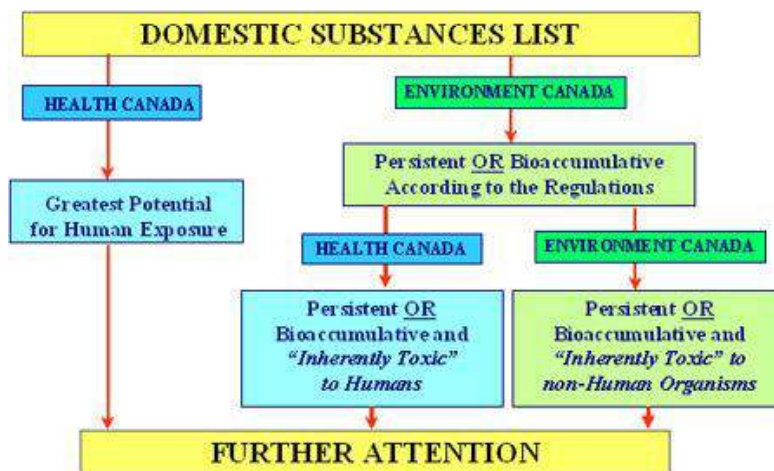 DOMESTIC SUBSTANCES LIST
HEALTH CANADA
ENVIRONMENT CANADA
Persistent OR Bioaccumulative
According to the Regulations
Greatest Potential
for Human Exposure
HEALTH CANADA
ENVIRONMENT CANADA
Persistent OR
Bioaccumulative and
“Inherently Toxic”
to Humans
Persistent OR
Bioaccumulative and
“Inherently Toxic” to
non-Human Organisms
FURTHER ATTENTION